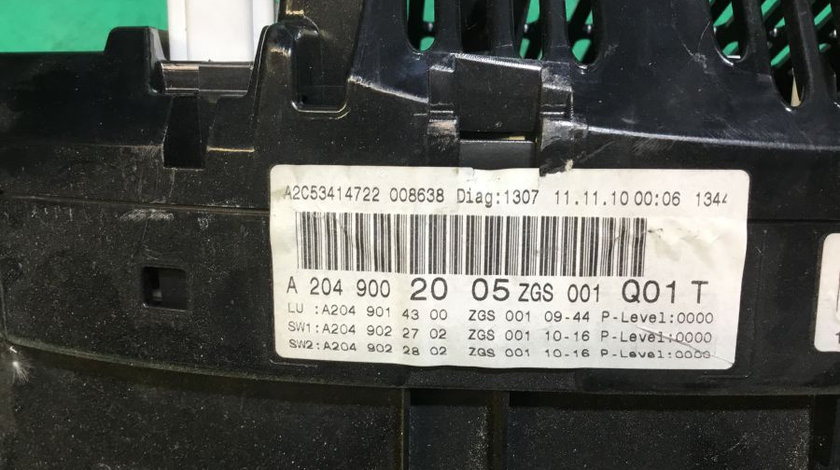 A2C53414722 008638 Diag:1307 11.11.10 00:06 1344
A 204 900 20 05 ZGS 001 Q01 T
LU :A204 901 43 00 ZGS 001 09-44 P-Level:0000
SW1:A204 902 27 02 ZGS 001 10-16 P-Level:0000
SW2:A204 902 28 02 ZGS 001 10-16 P-Level:0000